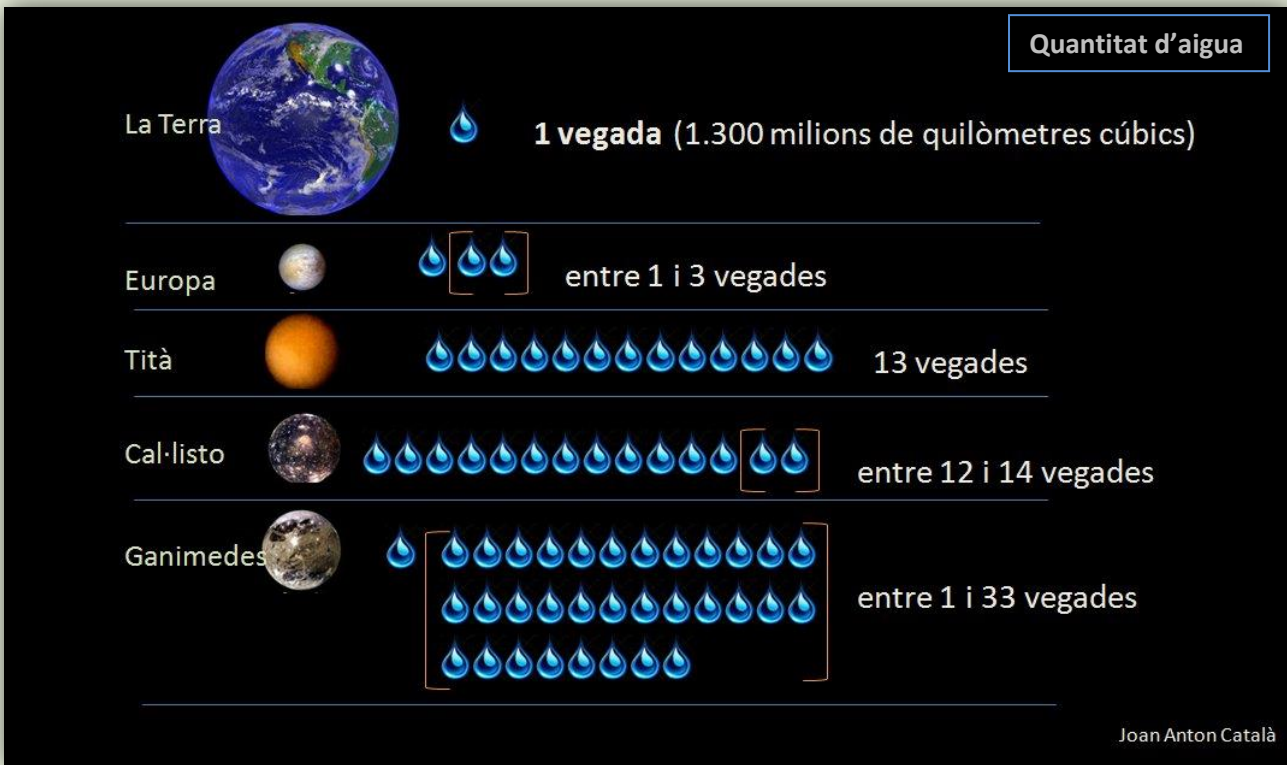 Quantitat d'aigua
La Terra
1 vegada (1.300 milions de quilòmetres cúbics)
Europa
entre 1 i 3 vegades
Tità
13 vegades
Cal·listo
entre 12 i 14 vegades
Ganimedes
entre 1 i 33 vegades
Joan Anton Català